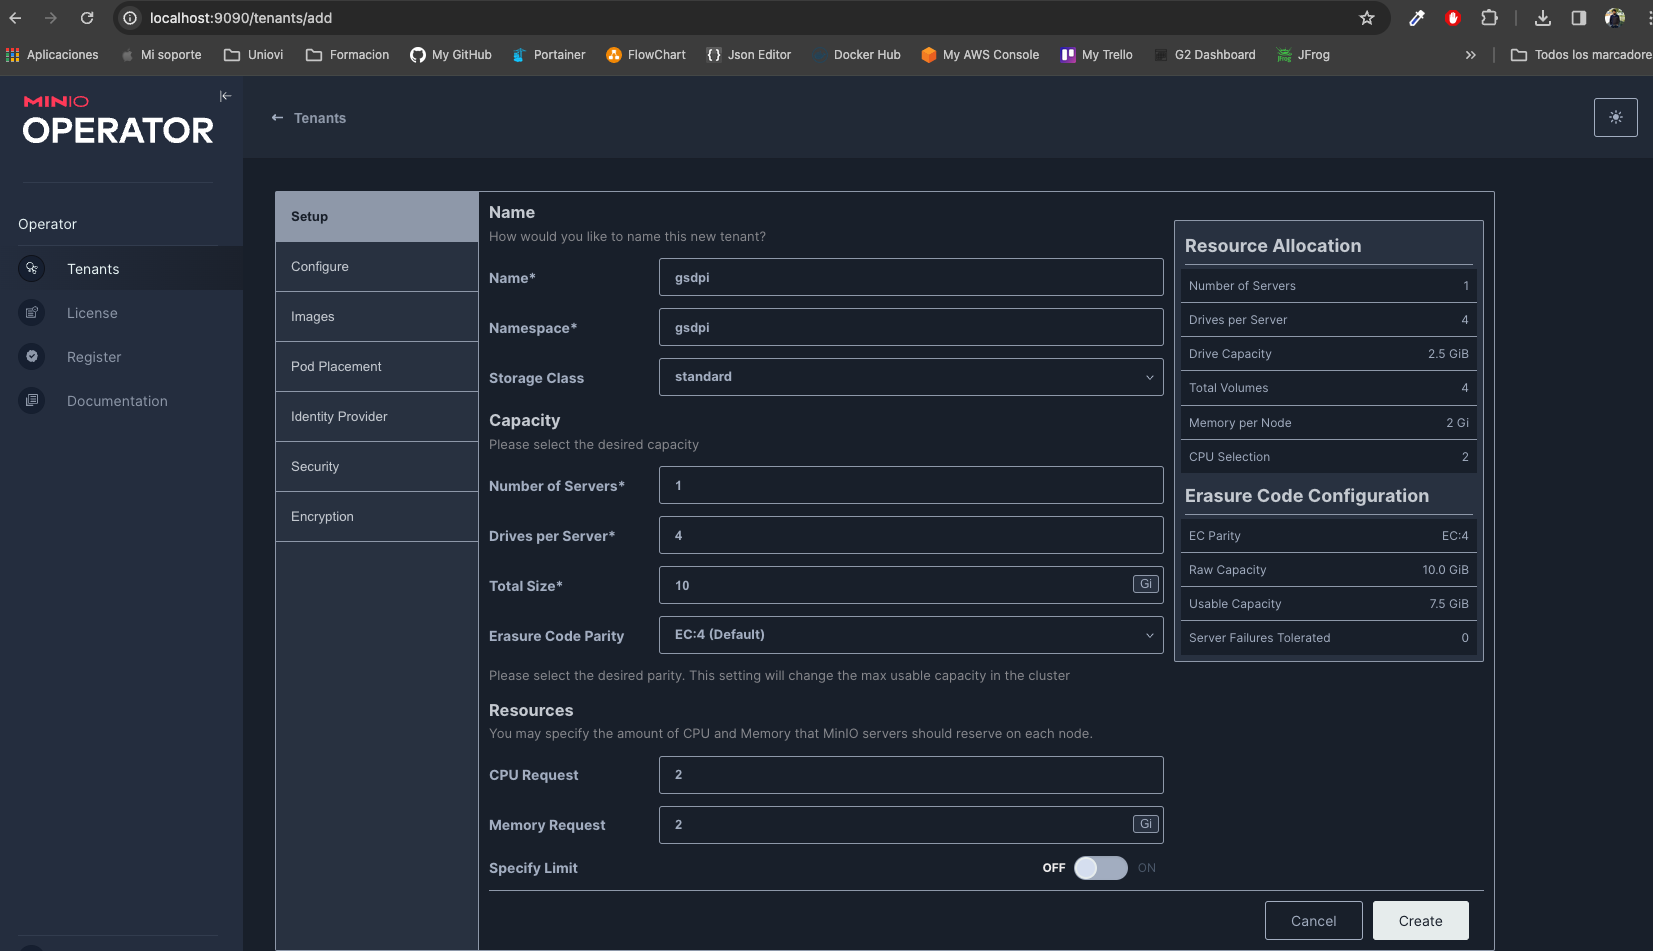 localhost:9090/tenants/add
Aplicaciones Mi soporte Uniovi Formacion My GitHub Portainer FlowChart Json Editor Docker Hub My AWS Console My Trello G2 Dashboard JFrog » Todos los marcadore
MINIO
OPERATOR
Operator
Tenants
License
Register
Documentation
← Tenants
Setup
Configure
Images
Pod Placement
Identity Provider
Security
Encryption
Name
How would you like to name this new tenant?
Name* gsdpi
Namespace* gsdpi
Storage Class standard
Capacity
Please select the desired capacity
Number of Servers* 1
Drives per Server* 4
Total Size* 10 Gi
Erasure Code Parity EC:4 (Default)
Please select the desired parity. This setting will change the max usable capacity in the cluster
Resources
You may specify the amount of CPU and Memory that MinIO servers should reserve on each node.
CPU Request 2
Memory Request 2 Gi
Specify Limit OFF ON
Resource Allocation
Number of Servers 1
Drives per Server 4
Drive Capacity 2.5 GiB
Total Volumes 4
Memory per Node 2 Gi
CPU Selection 2
Erasure Code Configuration
EC Parity EC:4
Raw Capacity 10.0 GiB
Usable Capacity 7.5 GiB
Server Failures Tolerated 0
Cancel Create